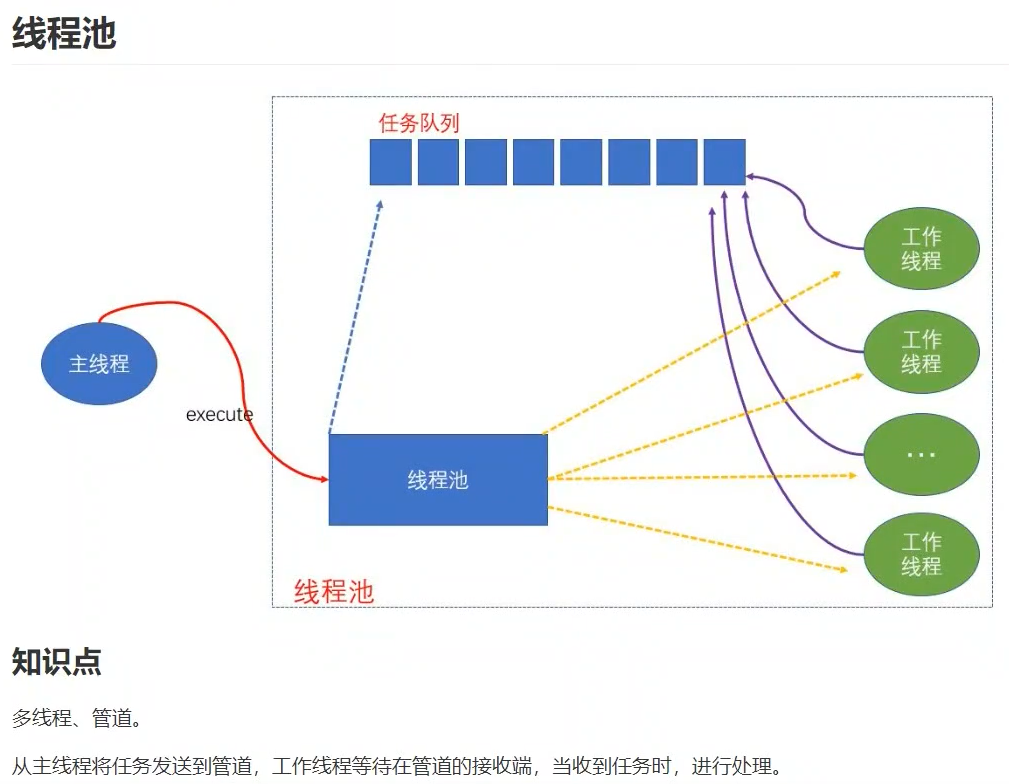 线程池
任务队列
工作
线程
工作
线程
主线程
execute
...
线程池
工作
线程
线程池
知识点
多线程、管道。
从主线程将任务发送到管道，工作线程等待在管道的接收端，当收到任务时，进行处理。